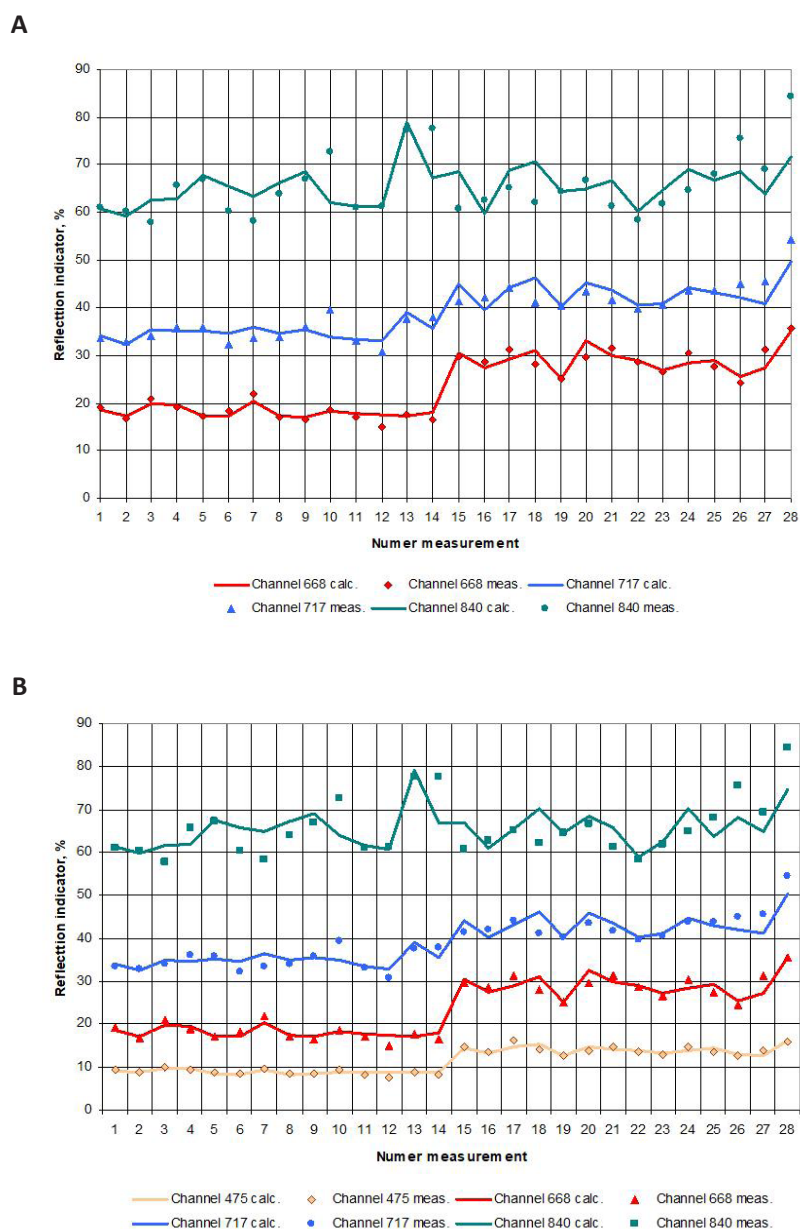 A
90
80
70
60
50
40
30
20
10
0
Reflecttion indicator, %
1 2 3 4 5 6 7 8 9 10 11 12 13 14 15 16 17 18 19 20 21 22 23 24 25 26 27 28
Numer measurement
Channel 668 calc. Channel 668 meas. Channel 717 calc.
Channel 717 meas. Channel 840 calc. Channel 840 meas.
B
90
80
70
60
50
40
30
20
10
0
Reflecttion indicator, %
1 2 3 4 5 6 7 8 9 10 11 12 13 14 15 16 17 18 19 20 21 22 23 24 25 26 27 28
Numer measurement
Channel 475 calc. Channel 475 meas. Channel 668 calc. Channel 668 meas.
Channel 717 calc. Channel 717 meas. Channel 840 calc. Channel 840 meas.